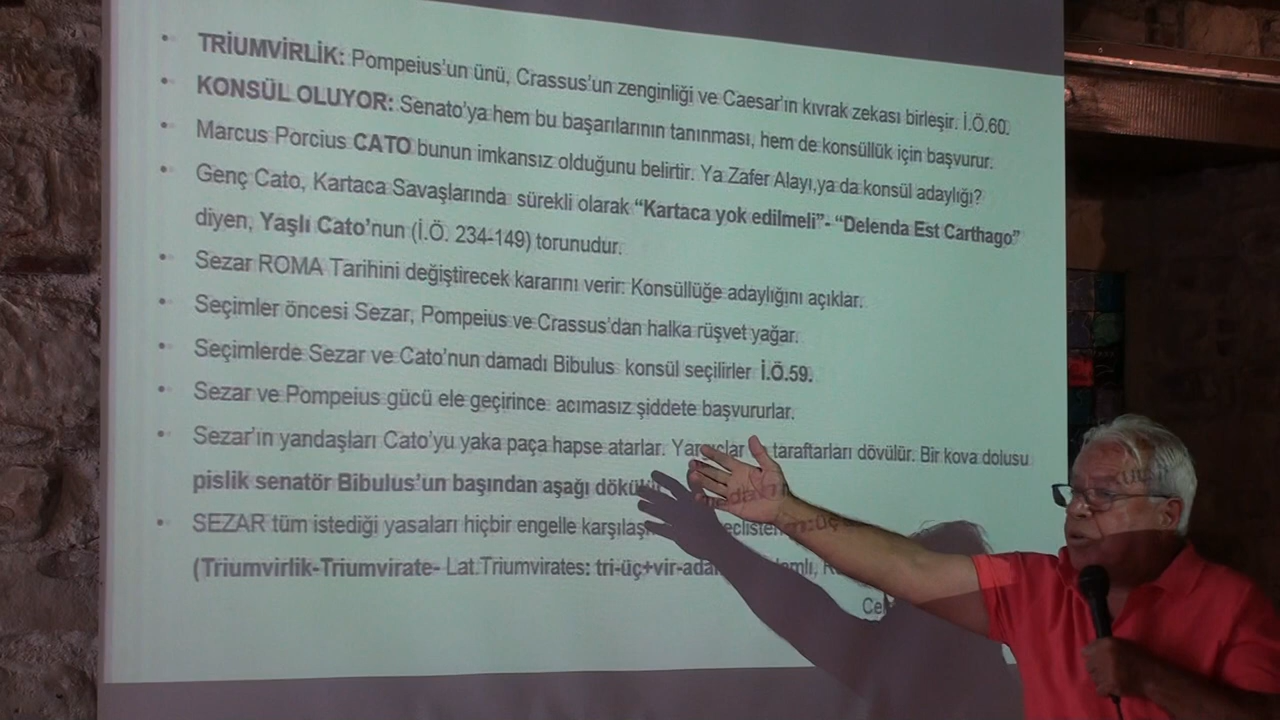 • TRİUMVİRLİK: Pompeius'un ünü, Crassus'un zenginliği ve Caesar'ın kıvrak zekası birleşir. İ.Ö.60.
• KONSÜL OLUYOR: Senato'ya hem bu başarılarının tanınması, hem de konsüllük için başvurur.
• Marcus Porcius CATO bunun imkansız olduğunu belirtir. Ya Zafer Alayı,ya da konsül adaylığı?
• Genç Cato, Kartaca Savaşlarında sürekli olarak “Kartaca yok edilmeli”- “Delenda Est Carthago”
diyen, Yaşlı Cato'nun (İ.Ö. 234-149) torunudur.
• Sezar ROMA Tarihini değiştirecek kararını verir: Konsüllüğe adaylığını açıklar.
• Seçimler öncesi Sezar, Pompeius ve Crassus'dan halka rüşvet yağar.
• Seçimlerde Sezar ve Cato'nun damadı Bibulus konsül seçilirler İ.Ö.59.
• Sezar ve Pompeius gücü ele geçirince acımasız şiddete başvururlar.
• Sezar'ın yandaşları Cato'yu yaka paça hapse atarlar. taraftarları dövülür. Bir kova dolusu
pislik senatör Bibulus'un başından aşağı
• SEZAR tüm istediği yasaları hiçbir engelle
(Triumvirlik-Triumvirate- Lat.Triumvirates: tri-üç+vir-